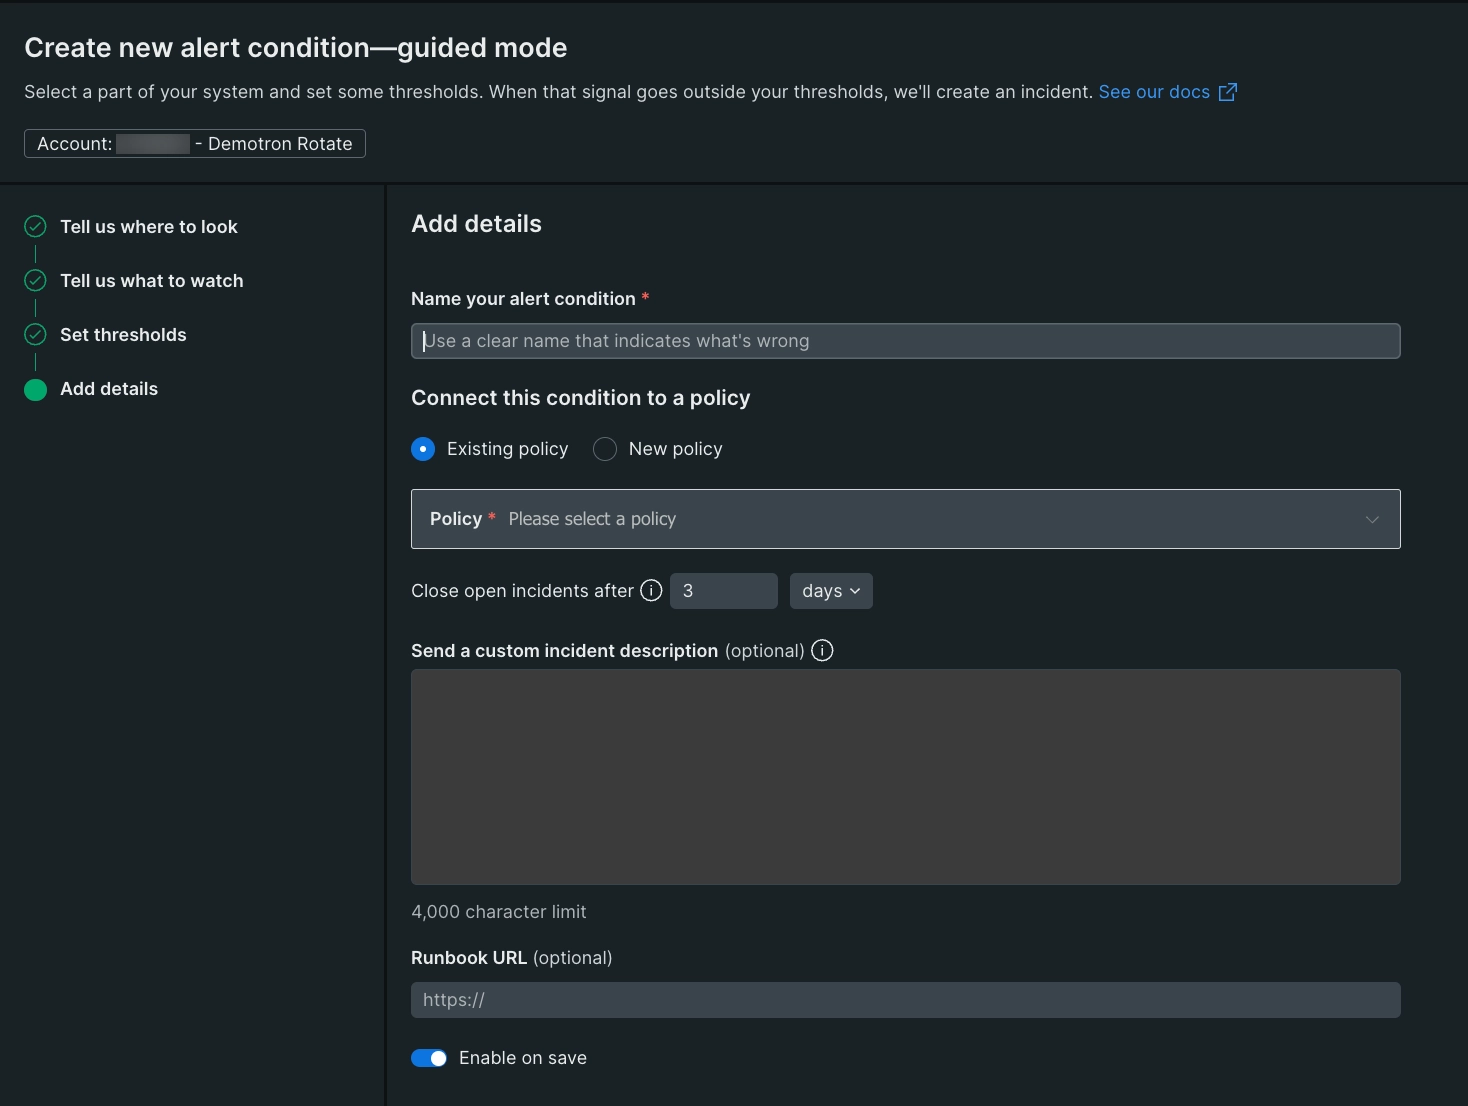 Create new alert condition—guided mode
Select a part of your system and set some thresholds. When that signal goes outside your thresholds, we'll create an incident. See our docs
Account: - Demotron Rotate
Tell us where to look
Tell us what to watch
Set thresholds
Add details
Add details
Name your alert condition *
Use a clear name that indicates what's wrong
Connect this condition to a policy
Existing policy New policy
Policy * Please select a policy
Close open incidents after 3 days
Send a custom incident description (optional)
4,000 character limit
Runbook URL (optional)
https://
Enable on save